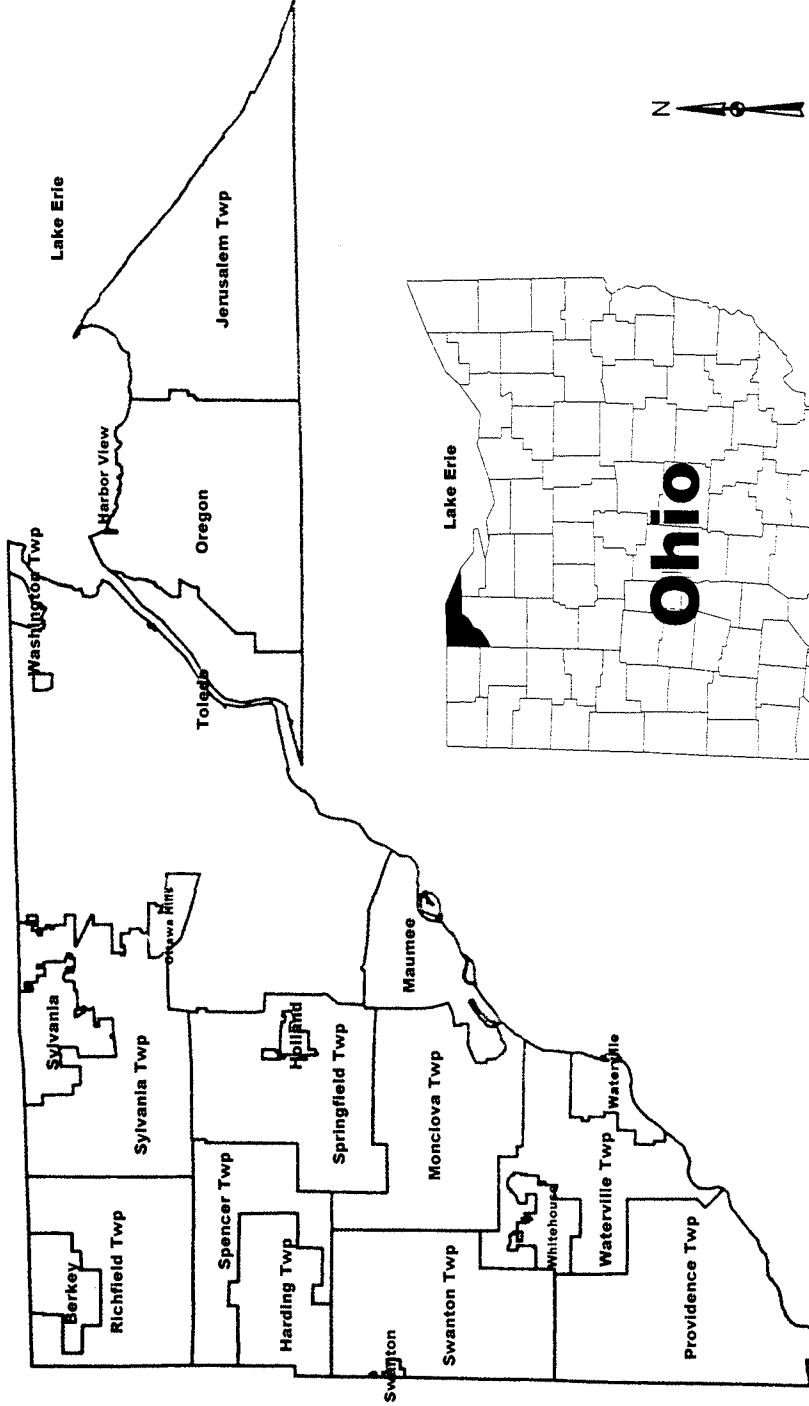 Lake Erie
Washington Twp
Harbor View
Jerusalem Twp
Oregon
Toledo
Sylvania
Ottawa Hills
Sylvania Twp
Berkey
Richfield Twp
Holland
Springfield Twp
Spencer Twp
Harding Twp
Maumee
Monclova Twp
Swanton
Swanton Twp
Whitehouse
Waterville Twp
Waterville
Providence Twp
Lake Erie
Ohio
N